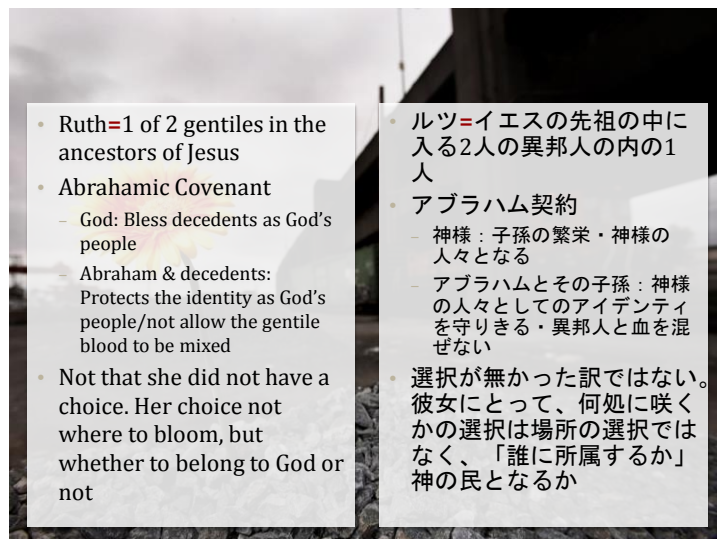 • Ruth=1 of 2 gentiles in the
ancestors of Jesus
• Abrahamic Covenant
– God: Bless decedents as God's
people
– Abraham & decedents:
Protects the identity as God's
people/not allow the gentile
blood to be mixed
• Not that she did not have a
choice. Her choice not
where to bloom, but
whether to belong to God or
not
• ルツ=イエスの先祖の中に
入る2人の異邦人の内の1
人
• アブラハム契約
– 神様：子孫の繁栄・神様の
人々となる
– アブラハムとその子孫：神様
の人々としてのアイデンティ
を守りきる・異邦人と血を混
ぜない
• 選択が無かった訳ではない。
彼女にとって、何処に咲く
かの選択は場所の選択では
なく、「誰に所属するか」
神の民となるか